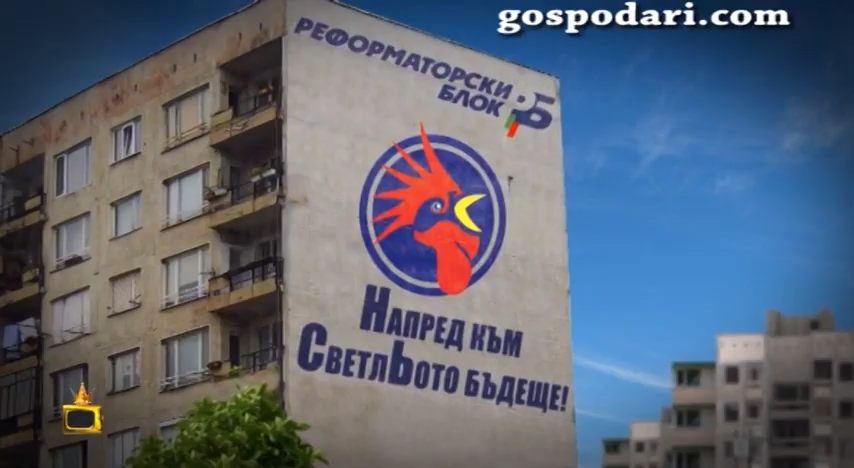 gospodari.com
РЕФОРМАТОРСКИ
БЛОК РБ
НАПРЕД КЪМ
СВЕТЛЬОТО БЪДЕЩЕ!